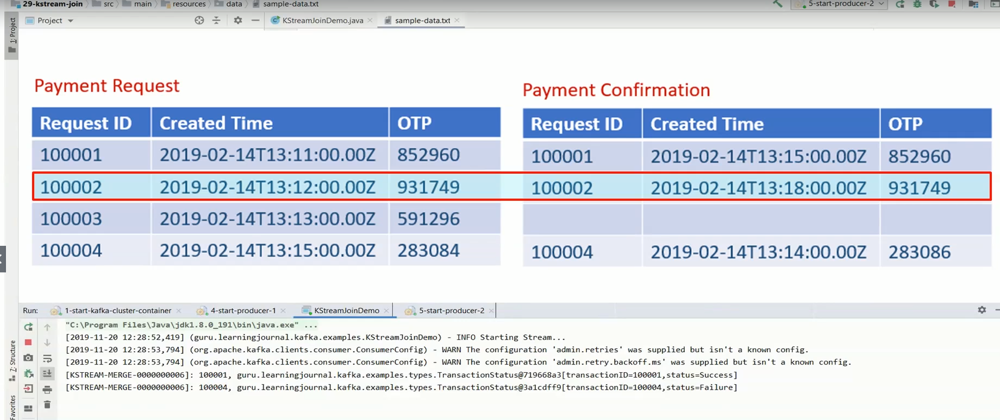 29-kstream-join src main resources data sample-data.txt 5-start-producer-2
Project KStreamJoinDemo.java sample-data.txt
1: Project
Payment Request
Request ID Created Time OTP
100001 2019-02-14T13:11:00.00Z 852960
100002 2019-02-14T13:12:00.00Z 931749
100003 2019-02-14T13:13:00.00Z 591296
100004 2019-02-14T13:15:00.00Z 283084
Payment Confirmation
Request ID Created Time OTP
100001 2019-02-14T13:15:00.00Z 852960
100002 2019-02-14T13:18:00.00Z 931749
100004 2019-02-14T13:14:00.00Z 283086
Run: 1-start-kafka-cluster-container 4-start-producer-1 KStreamJoinDemo 5-start-producer-2
"C:\Program Files\Java\jdk1.8.0_191\bin\java.exe" ...
[2019-11-20 12:28:52,419] (guru.learningjournal.kafka.examples.KStreamJoinDemo) - INFO Starting Stream...
[2019-11-20 12:28:53,794] (org.apache.kafka.clients.consumer.ConsumerConfig) - WARN The configuration 'admin.retries' was supplied but isn't a known config.
[2019-11-20 12:28:53,794] (org.apache.kafka.clients.consumer.ConsumerConfig) - WARN The configuration 'admin.retry.backoff.ms' was supplied but isn't a known config.
[KSTREAM-MERGE-0000000006]: 100001, guru.learningjournal.kafka.examples.types.TransactionStatus@719668a3[transactionID=100001,status=Success]
[KSTREAM-MERGE-0000000006]: 100004, guru.learningjournal.kafka.examples.types.TransactionStatus@3a1cdff9[transactionID=100004,status=Failure]
Z: Structure
Favorites